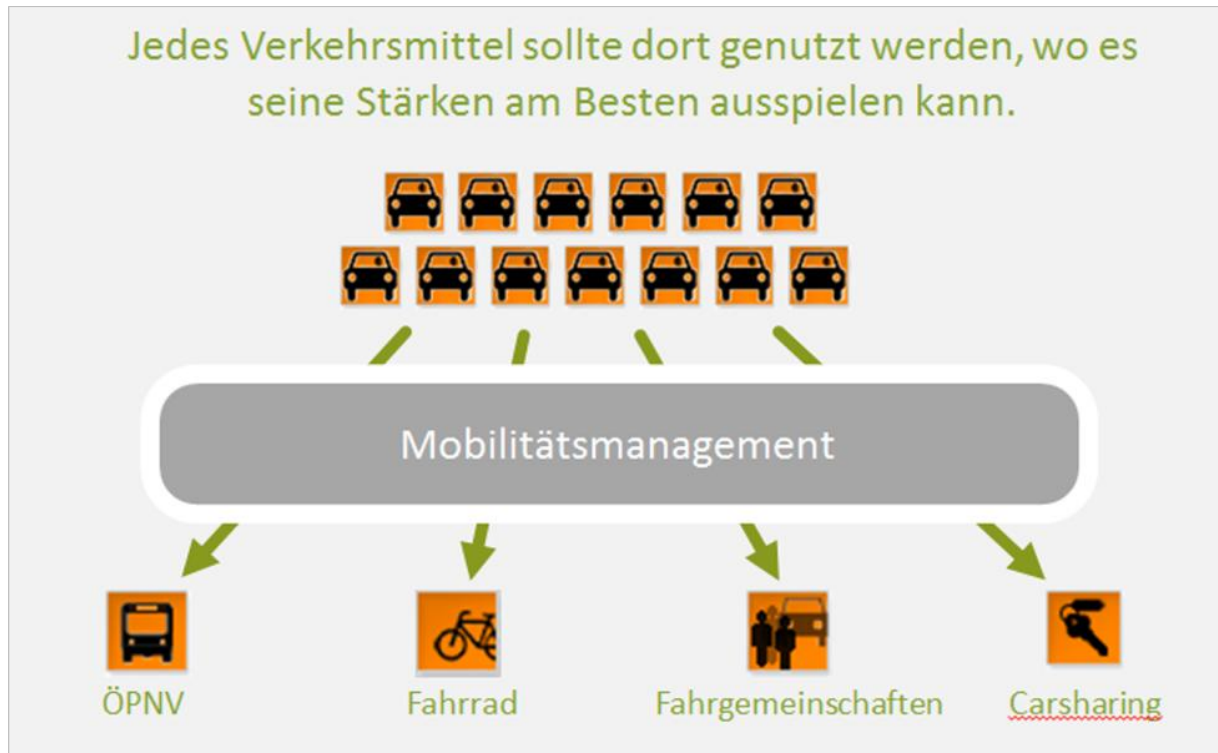 Jedes Verkehrsmittel sollte dort genutzt werden, wo es
seine Stärken am Besten ausspielen kann.
Mobilitätsmanagement
ÖPNV
Fahrrad
Fahrgemeinschaften
Carsharing